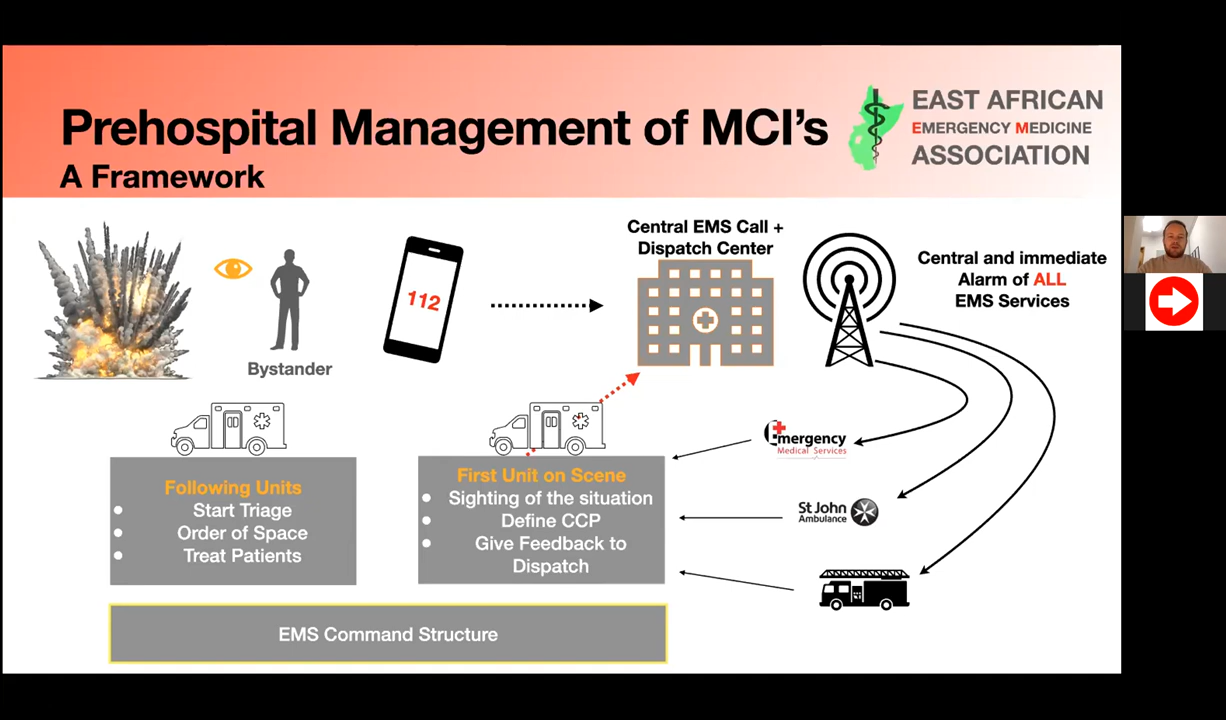 Prehospital Management of MCI's
A Framework
EAST AFRICAN
EMERGENCY MEDICINE
ASSOCIATION
Bystander
112
Central EMS Call +
Dispatch Center
Central and immediate
Alarm of ALL
EMS Services
Emergency
Medical Services
St John
Ambulance
First Unit on Scene
• Sighting of the situation
• Define CCP
• Give Feedback to
Dispatch
Following Units
• Start Triage
• Order of Space
• Treat Patients
EMS Command Structure